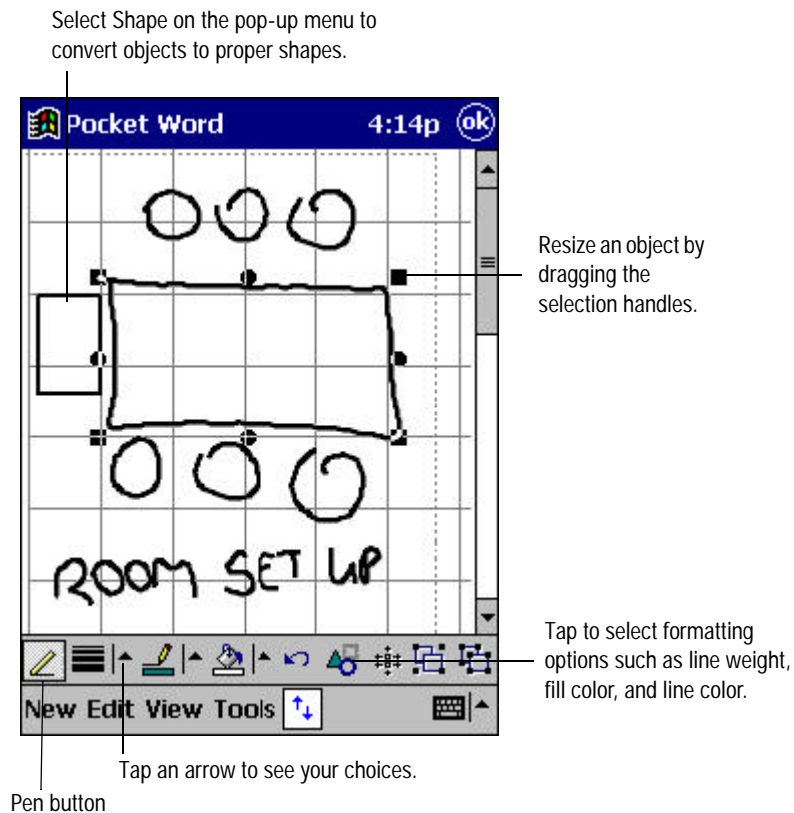 Select Shape on the pop-up menu to
convert objects to proper shapes.
Pocket Word 4:14p ok
Resize an object by
dragging the
selection handles.
ROOM SET UP
Tap to select formatting
options such as line weight,
fill color, and line color.
New Edit View Tools
Tap an arrow to see your choices.
Pen button